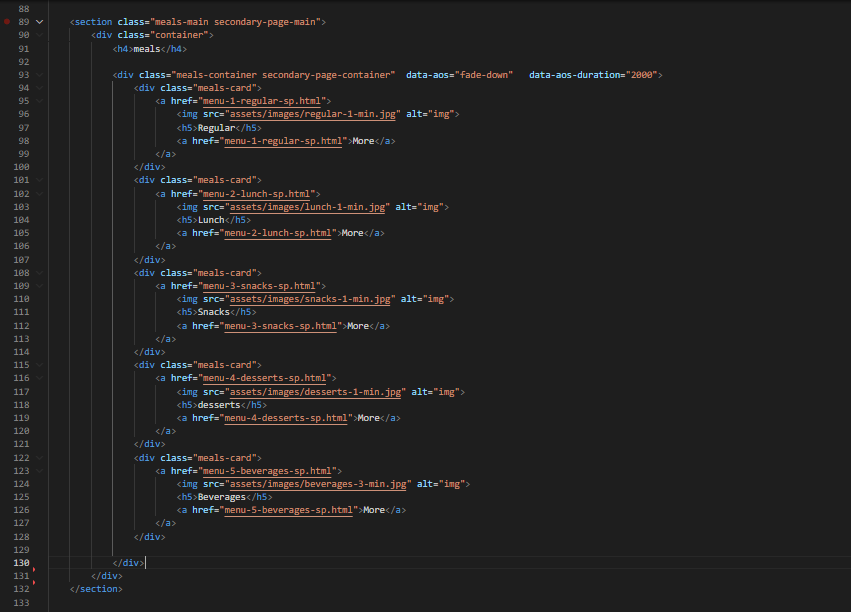 88
89 <section class="meals-main secondary-page-main">
90 <div class="container">
91 <h4>meals</h4>
92
93 <div class="meals-container secondary-page-container" data-aos="fade-down" data-aos-duration="2000">
94 <div class="meals-card">
95 <a href="menu-1-regular-sp.html">
96 <img src="assets/images/regular-1-min.jpg" alt="img">
97 <h5>Regular</h5>
98 <a href="menu-1-regular-sp.html">More</a>
99 </a>
100 </div>
101 <div class="meals-card">
102 <a href="menu-2-lunch-sp.html">
103 <img src="assets/images/lunch-1-min.jpg" alt="img">
104 <h5>Lunch</h5>
105 <a href="menu-2-lunch-sp.html">More</a>
106 </a>
107 </div>
108 <div class="meals-card">
109 <a href="menu-3-snacks-sp.html">
110 <img src="assets/images/snacks-1-min.jpg" alt="img">
111 <h5>Snacks</h5>
112 <a href="menu-3-snacks-sp.html">More</a>
113 </a>
114 </div>
115 <div class="meals-card">
116 <a href="menu-4-desserts-sp.html">
117 <img src="assets/images/desserts-1-min.jpg" alt="img">
118 <h5>desserts</h5>
119 <a href="menu-4-desserts-sp.html">More</a>
120 </a>
121 </div>
122 <div class="meals-card">
123 <a href="menu-5-beverages-sp.html">
124 <img src="assets/images/beverages-3-min.jpg" alt="img">
125 <h5>Beverages</h5>
126 <a href="menu-5-beverages-sp.html">More</a>
127 </a>
128 </div>
129
130 </div>
131 </div>
132 </section>
133